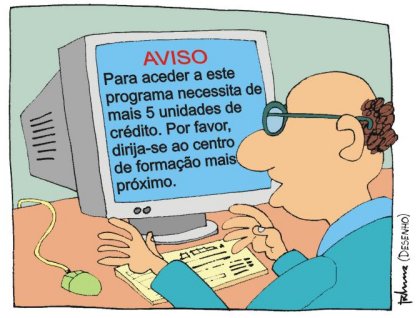 AVISO
Para aceder a este
programa necessita de
mais 5 unidades de
crédito. Por favor,
dirija-se ao centro
de formação mais
próximo.
(DESENHO)